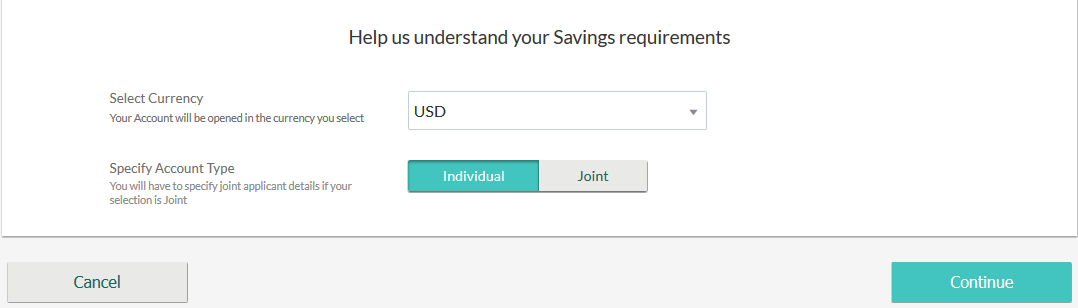 Help us understand your Savings requirements
Select Currency
Your Account will be opened in the currency you select
USD
Specify Account Type
You will have to specify joint applicant details if your
selection is Joint
Individual
Joint
Cancel
Continue